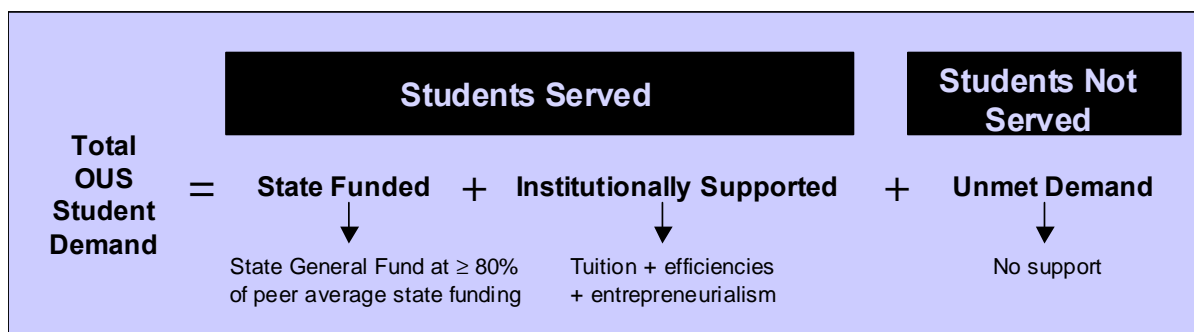 Students Served
Students Not
Served
Total
OUS
Student
Demand
=
State Funded
+
Institutionally Supported
+
Unmet Demand
State General Fund at ≥ 80%
of peer average state funding
Tuition + efficiencies
+ entrepreneurialism
No support